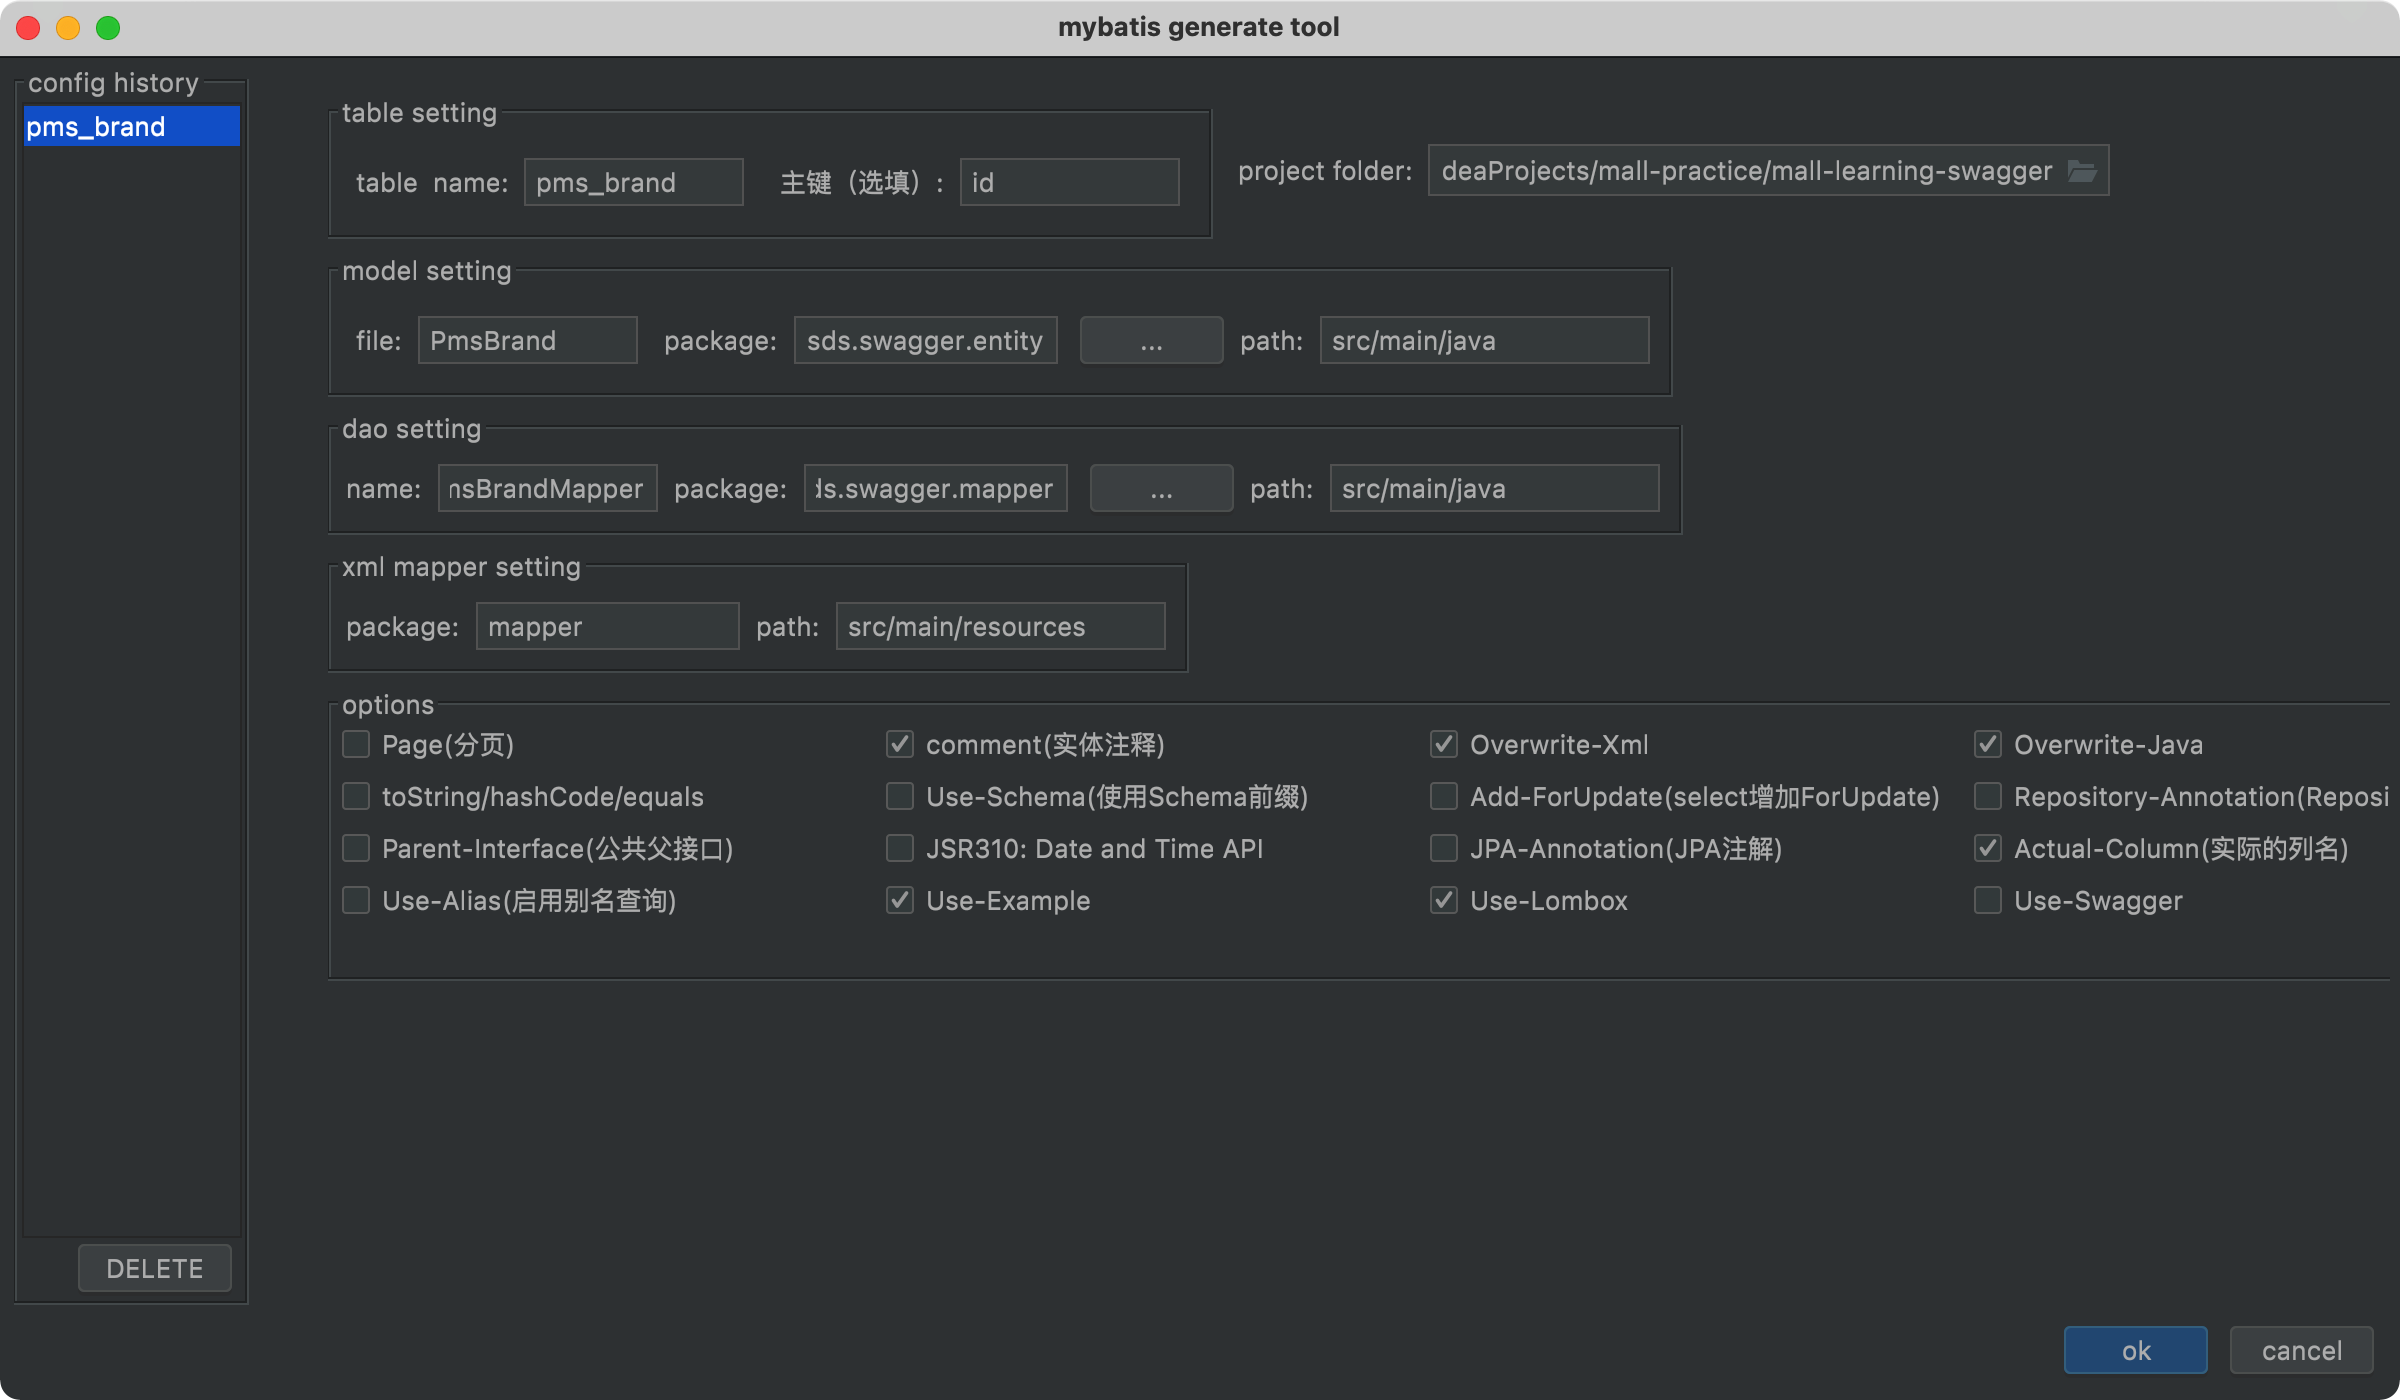 mybatis generate tool
config history
pms_brand
DELETE
table setting
table name: pms_brand 主键（选填）: id
project folder: deaProjects/mall-practice/mall-learning-swagger
model setting
file: PmsBrand package: sds.swagger.entity ... path: src/main/java
dao setting
name: nsBrandMapper package: ds.swagger.mapper ... path: src/main/java
xml mapper setting
package: mapper path: src/main/resources
options
Page(分页) comment(实体注释) Overwrite-Xml Overwrite-Java
toString/hashCode/equals Use-Schema(使用Schema前缀) Add-ForUpdate(select增加ForUpdate) Repository-Annotation(Reposi
Parent-Interface(公共父接口) JSR310: Date and Time API JPA-Annotation(JPA注解) Actual-Column(实际的列名)
Use-Alias(启用别名查询) Use-Example Use-Lombox Use-Swagger
ok cancel